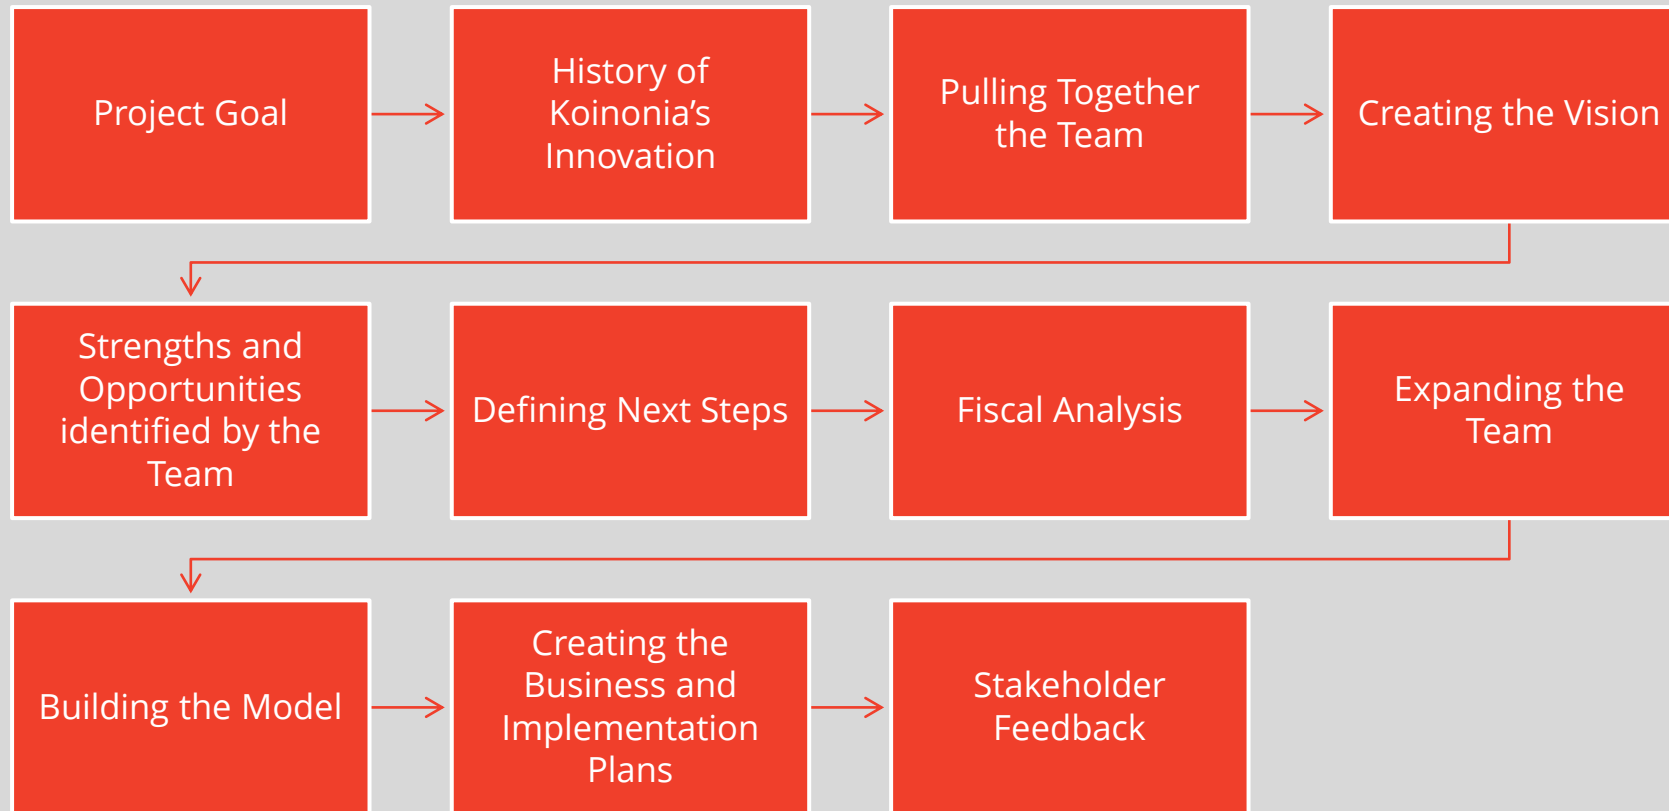 Project Goal
History of
Koinonia’s
Innovation
Pulling Together
the Team
Creating the Vision
Strengths and
Opportunities
identified by the
Team
Defining Next Steps
Fiscal Analysis
Expanding the
Team
Building the Model
Creating the
Business and
Implementation
Plans
Stakeholder
Feedback